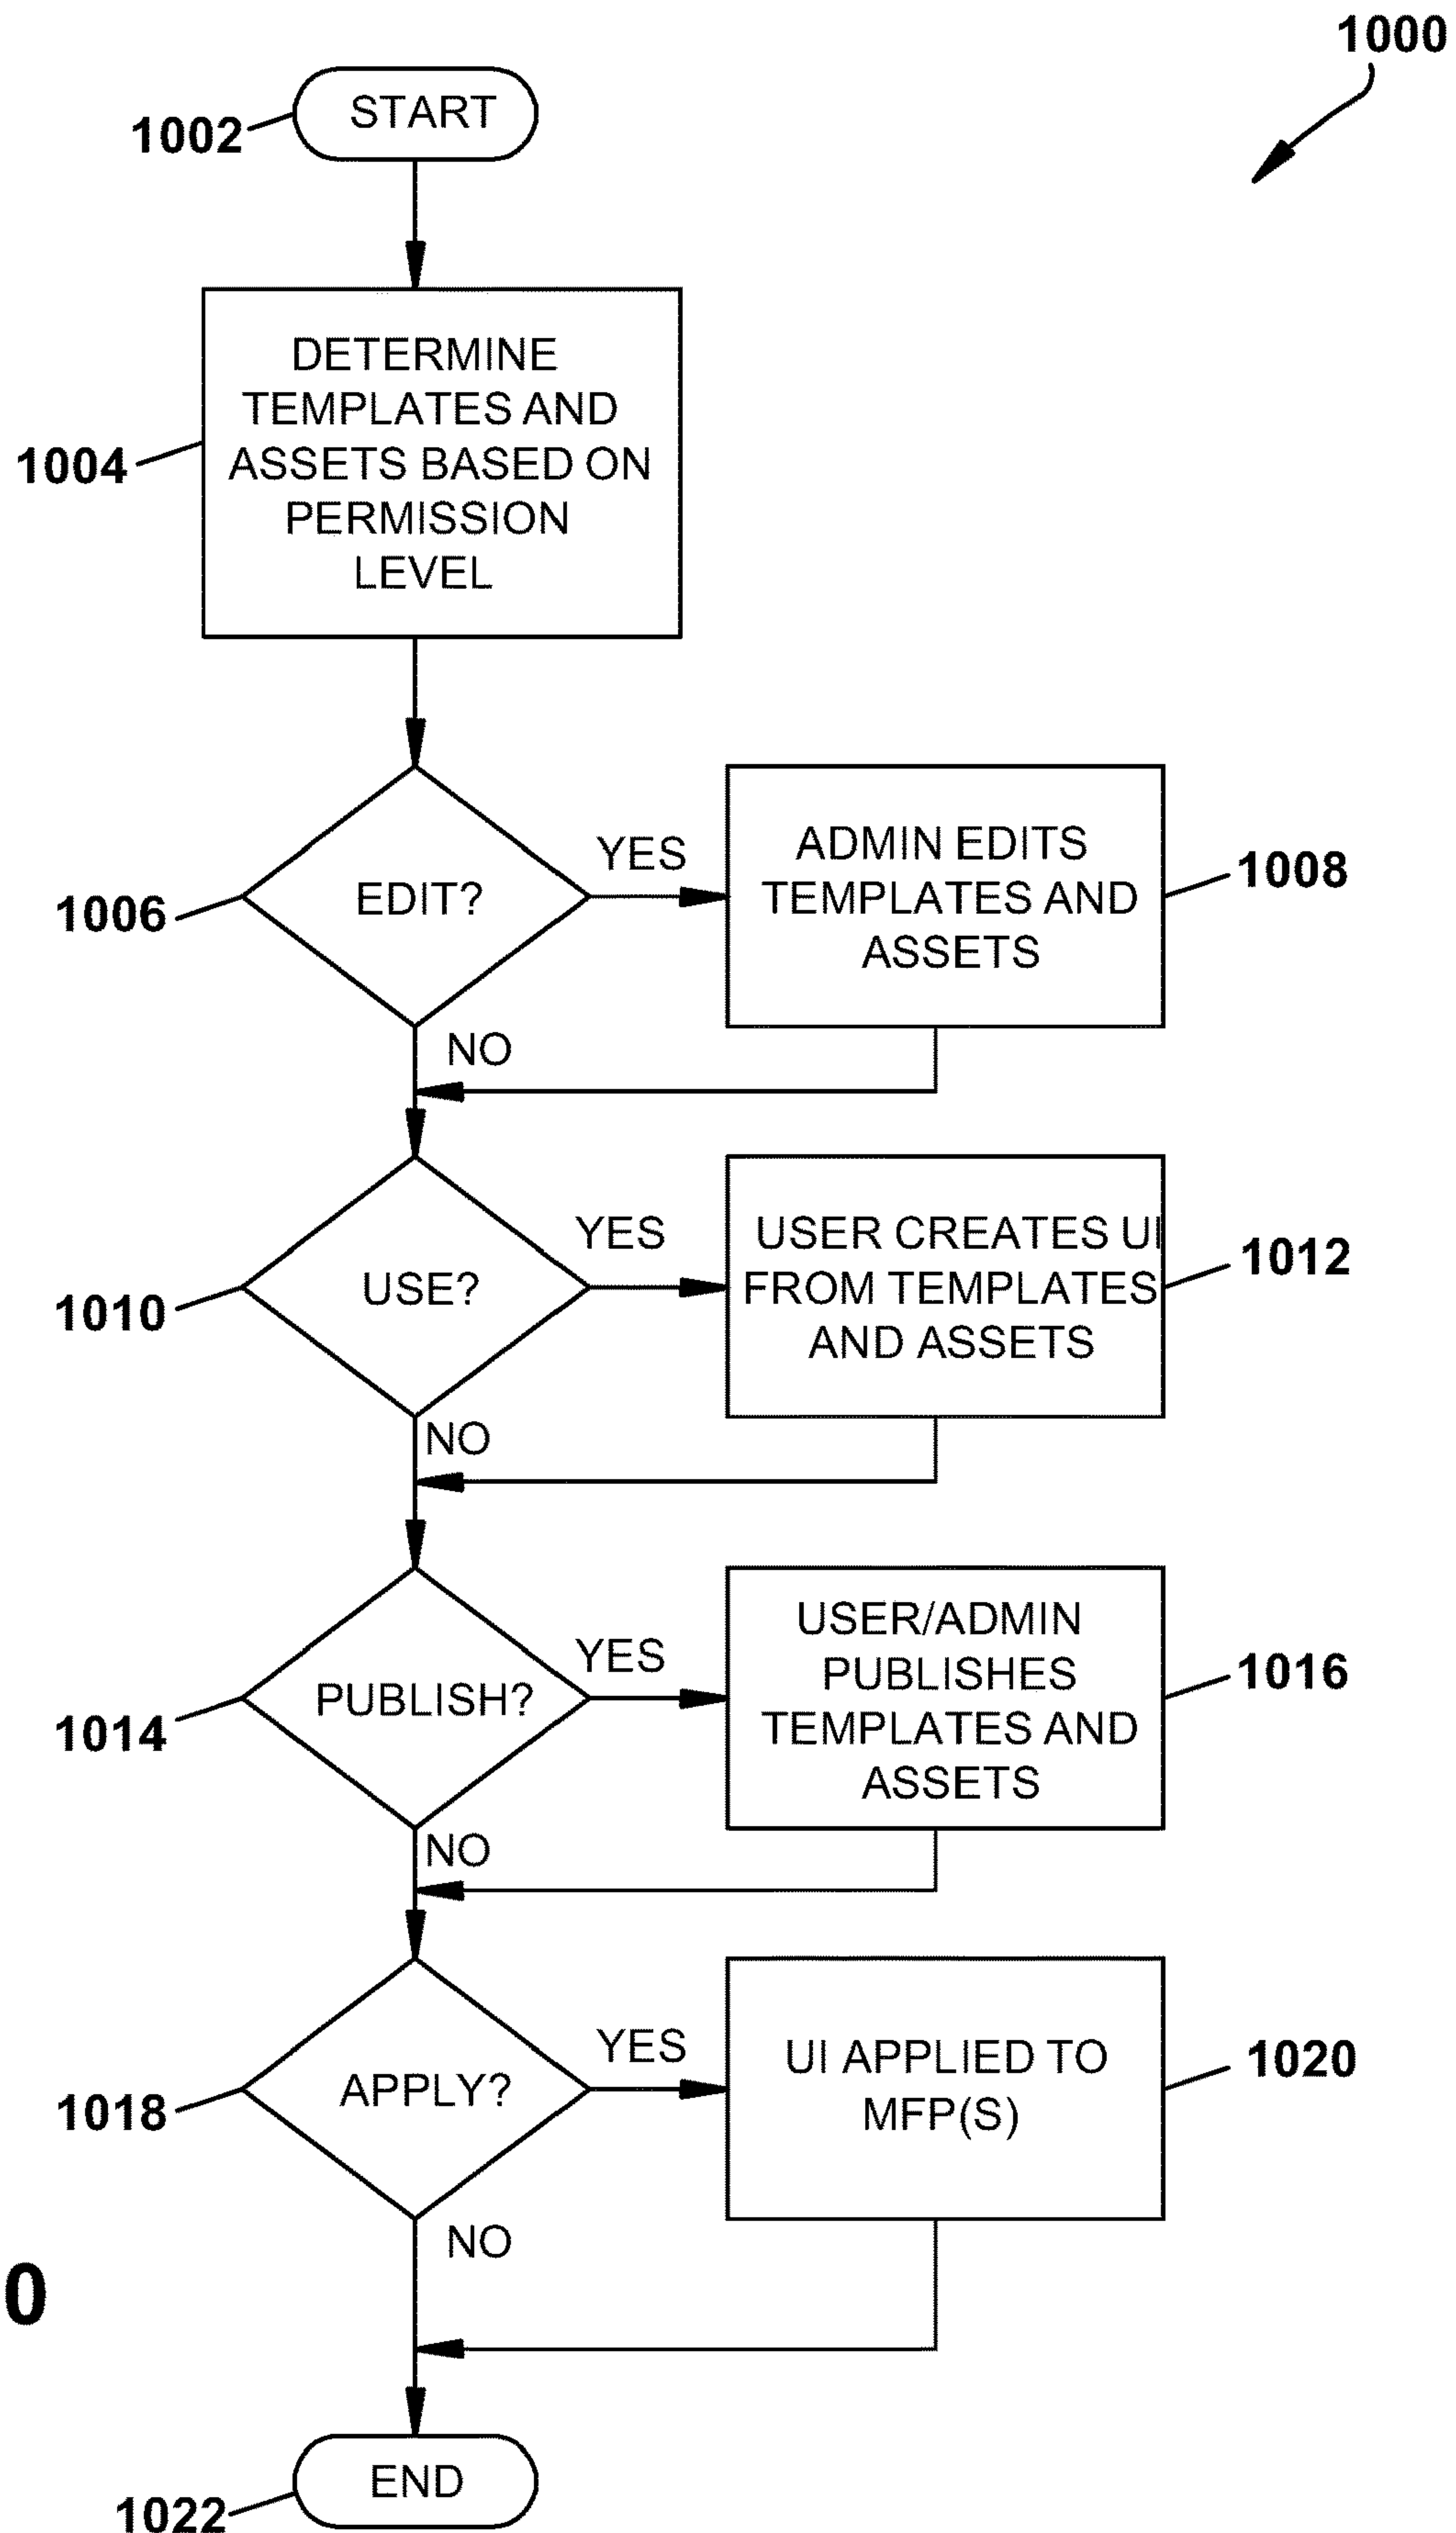 1000
START
1002
DETERMINE
TEMPLATES AND
ASSETS BASED ON
PERMISSION
LEVEL
1004
EDIT?
1006
YES
NO
ADMIN EDITS
TEMPLATES AND
ASSETS
1008
USE?
1010
YES
NO
USER CREATES UI
FROM TEMPLATES
AND ASSETS
1012
PUBLISH?
1014
YES
NO
USER/ADMIN
PUBLISHES
TEMPLATES AND
ASSETS
1016
APPLY?
1018
YES
NO
UI APPLIED TO
MFP(S)
1020
0
END
1022